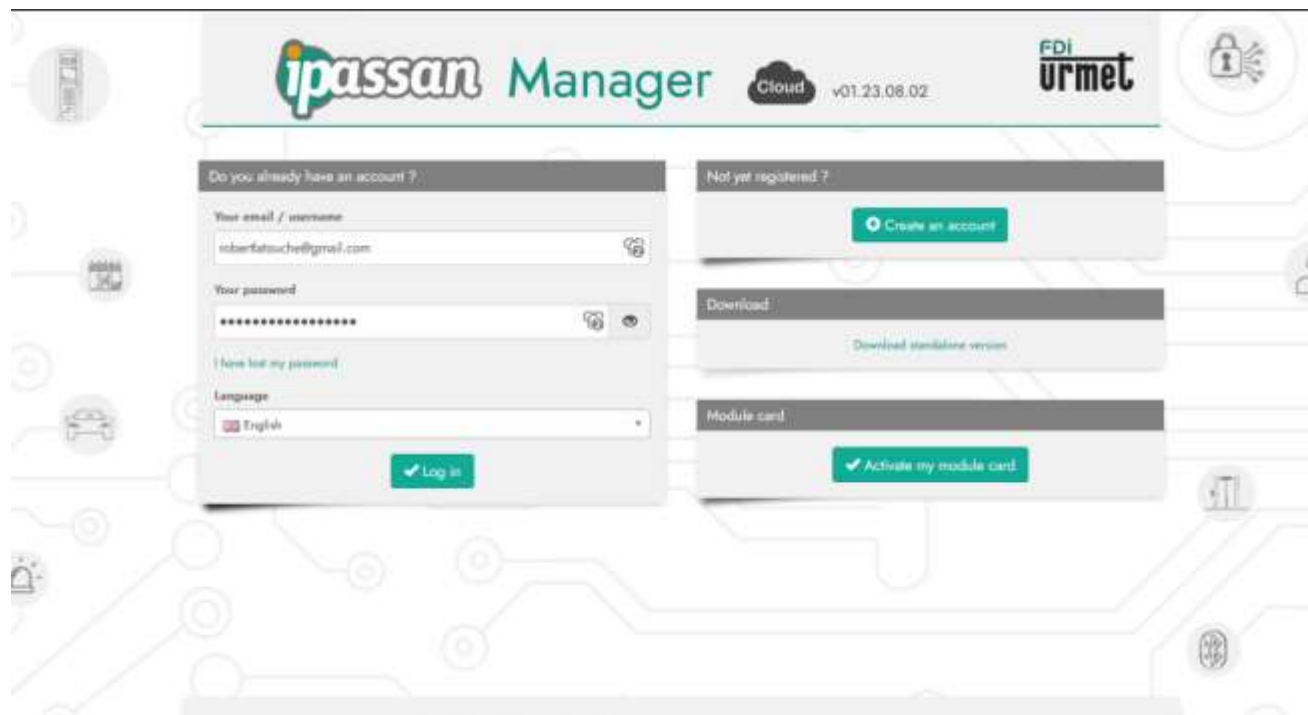 ipassan Manager Cloud v01.23.08.02
FDI urmet
Do you already have an account ?
Your email / username
robertlatouche@gmail.com
Your password
•••••••••••••••••
I have lost my password
Language
English
Log in
Not yet registered ?
Create an account
Download
Download standalone version
Module card
Activate my module card